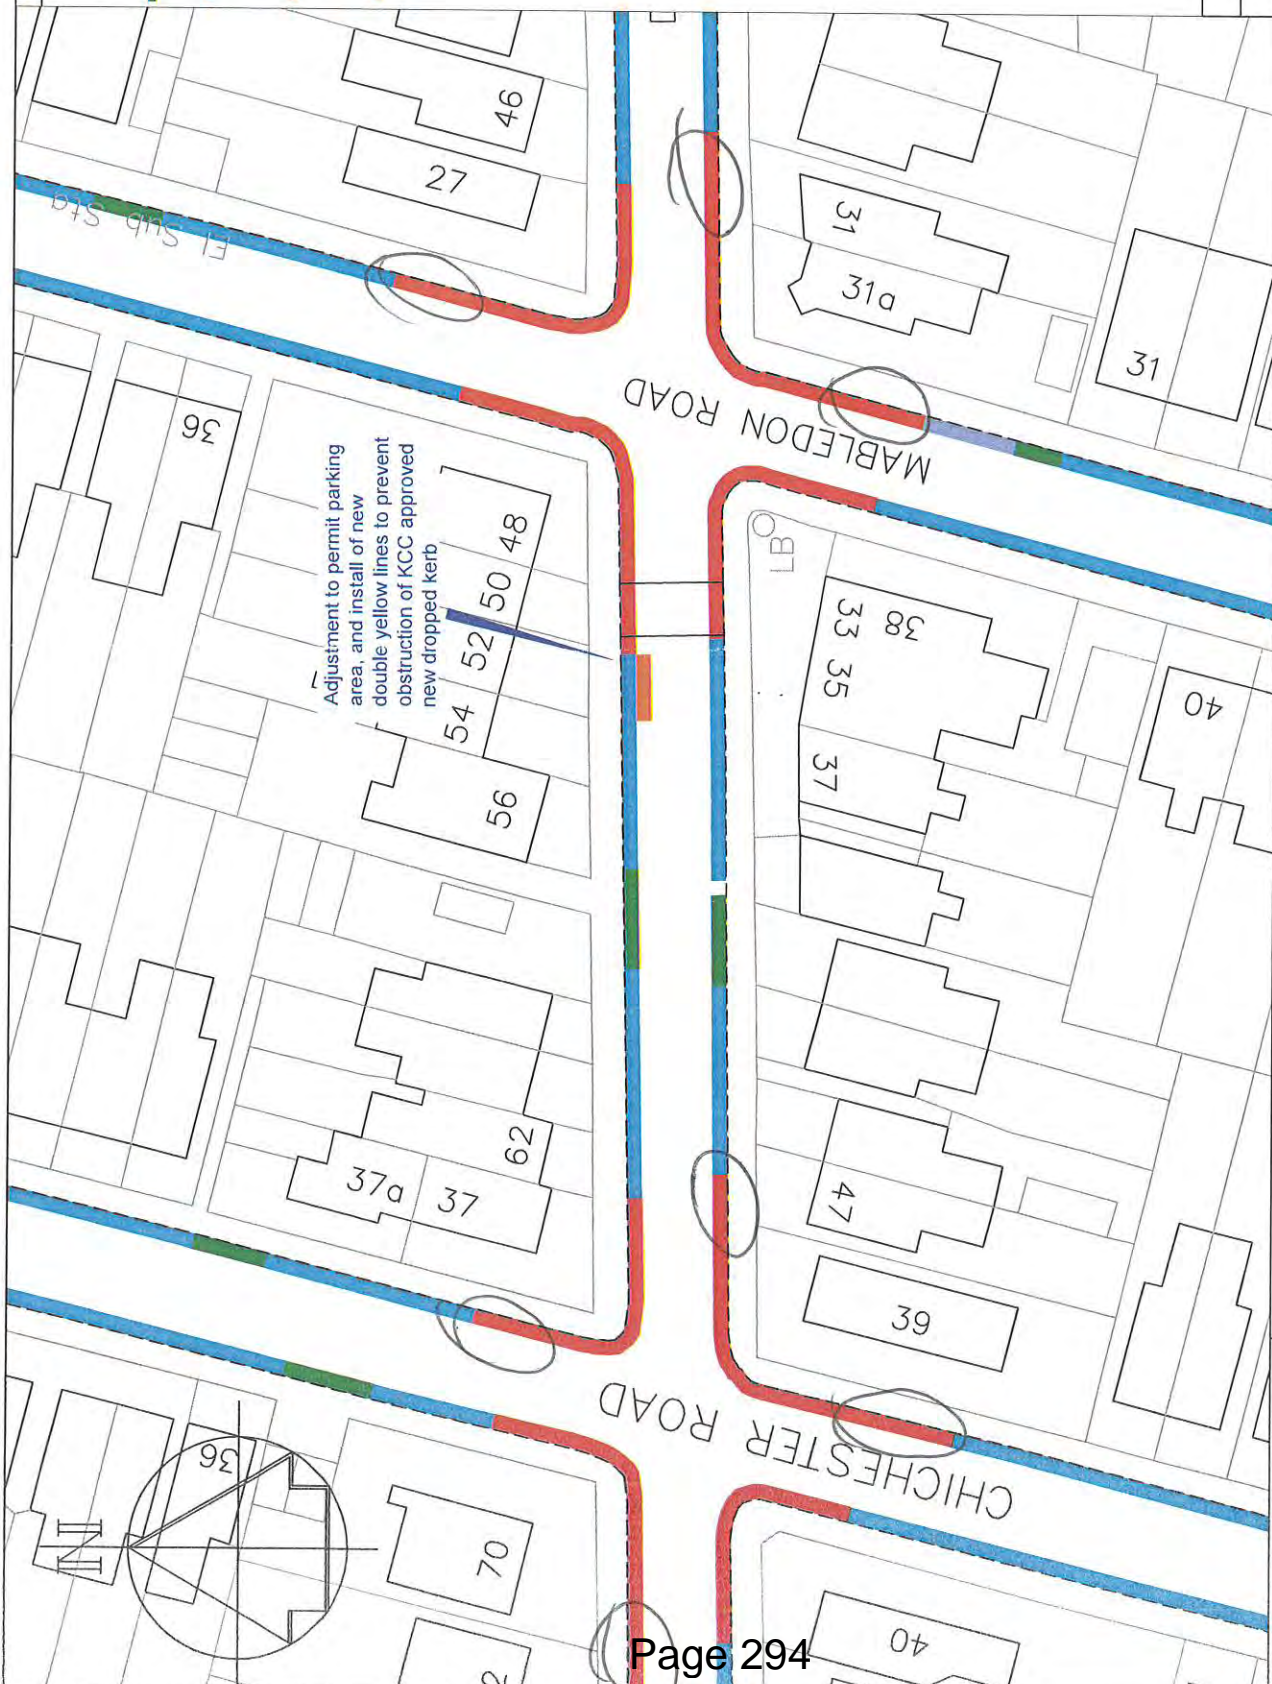 46
27
El Sub Sta
31
31a
31
MABLEDON ROAD
36
Adjustment to permit parking
area, and install of new
double yellow lines to prevent
obstruction of KCC approved
new dropped kerb
48
50
52
54
56
LB
38
33
35
37
40
62
37a
37
47
39
CHICHESTER ROAD
36
N
70
40
Page 294